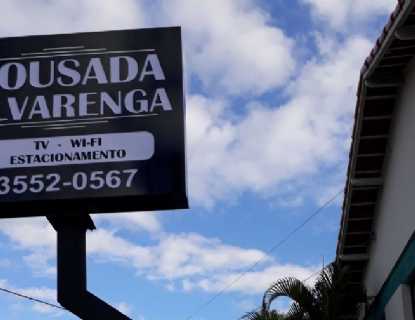 OUSADA
VARENGA
TV - WI-FI
ESTACIONAMENTO
3552-0567